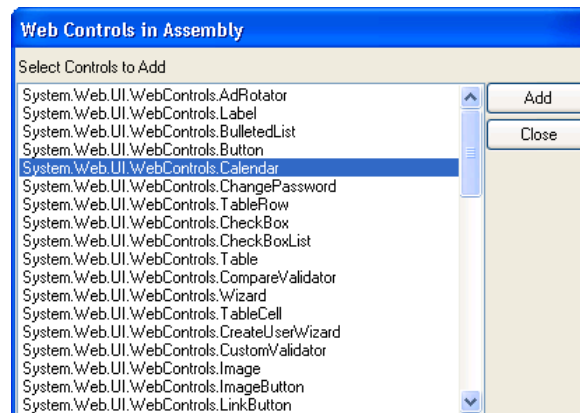 Web Controls in Assembly
Select Controls to Add
System.Web.UI.WebControls.AdRotator
System.Web.UI.WebControls.Label
System.Web.UI.WebControls.BulletedList
System.Web.UI.WebControls.Button
System.Web.UI.WebControls.Calendar
System.Web.UI.WebControls.ChangePassword
System.Web.UI.WebControls.TableRow
System.Web.UI.WebControls.CheckBox
System.Web.UI.WebControls.CheckBoxList
System.Web.UI.WebControls.Table
System.Web.UI.WebControls.CompareValidator
System.Web.UI.WebControls.Wizard
System.Web.UI.WebControls.TableCell
System.Web.UI.WebControls.CreateUserWizard
System.Web.UI.WebControls.CustomValidator
System.Web.UI.WebControls.Image
System.Web.UI.WebControls.ImageButton
System.Web.UI.WebControls.LinkButton
Add
Close